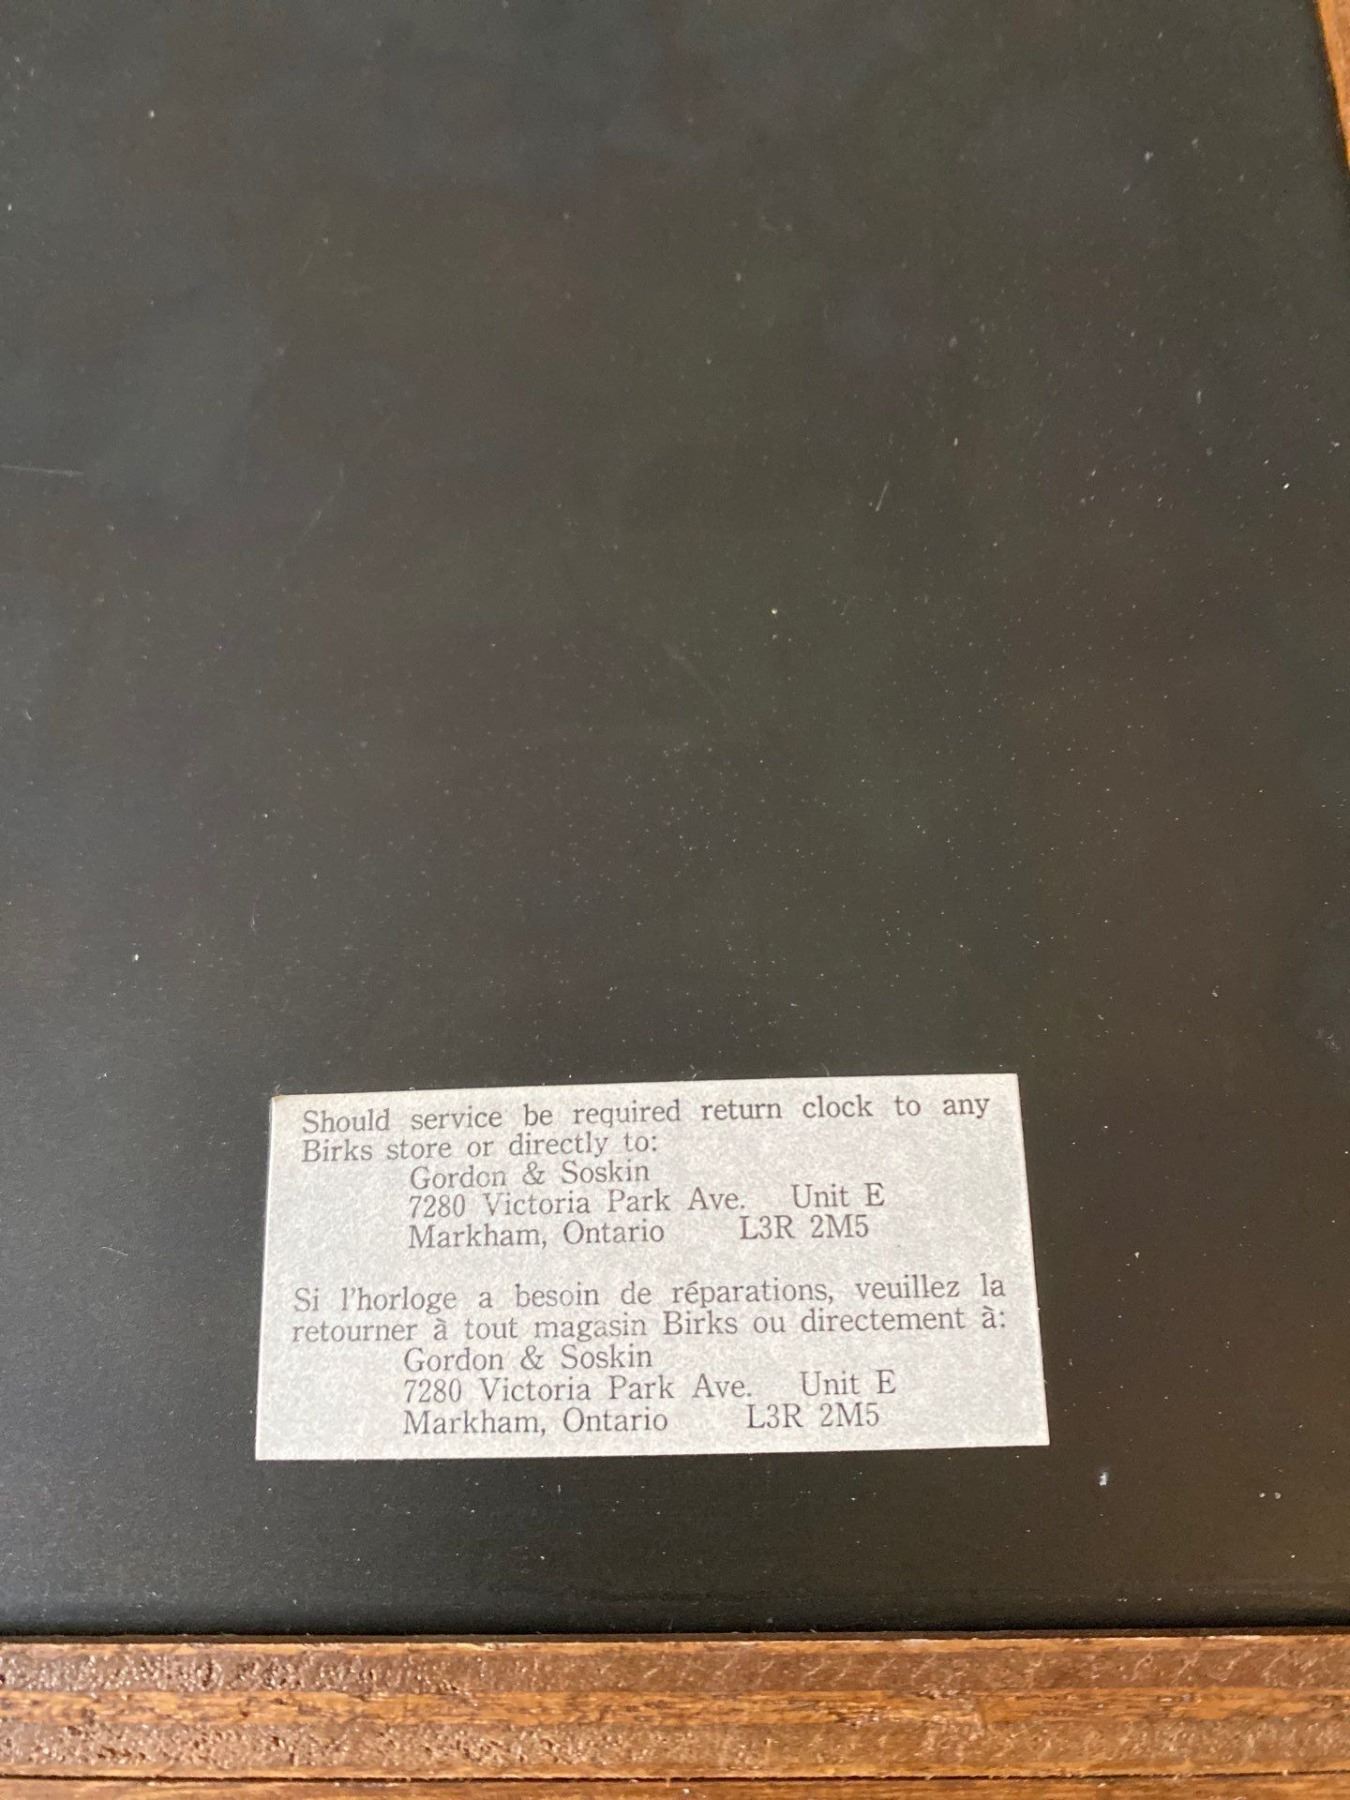 Should service be required return clock to any
Birks store or directly to:
Gordon & Soskin
7280 Victoria Park Ave. Unit E
Markham, Ontario L3R 2M5
Si l'horloge a besoin de réparations, veuillez la
retourner à tout magasin Birks ou directement à:
Gordon & Soskin
7280 Victoria Park Ave. Unit E
Markham, Ontario L3R 2M5